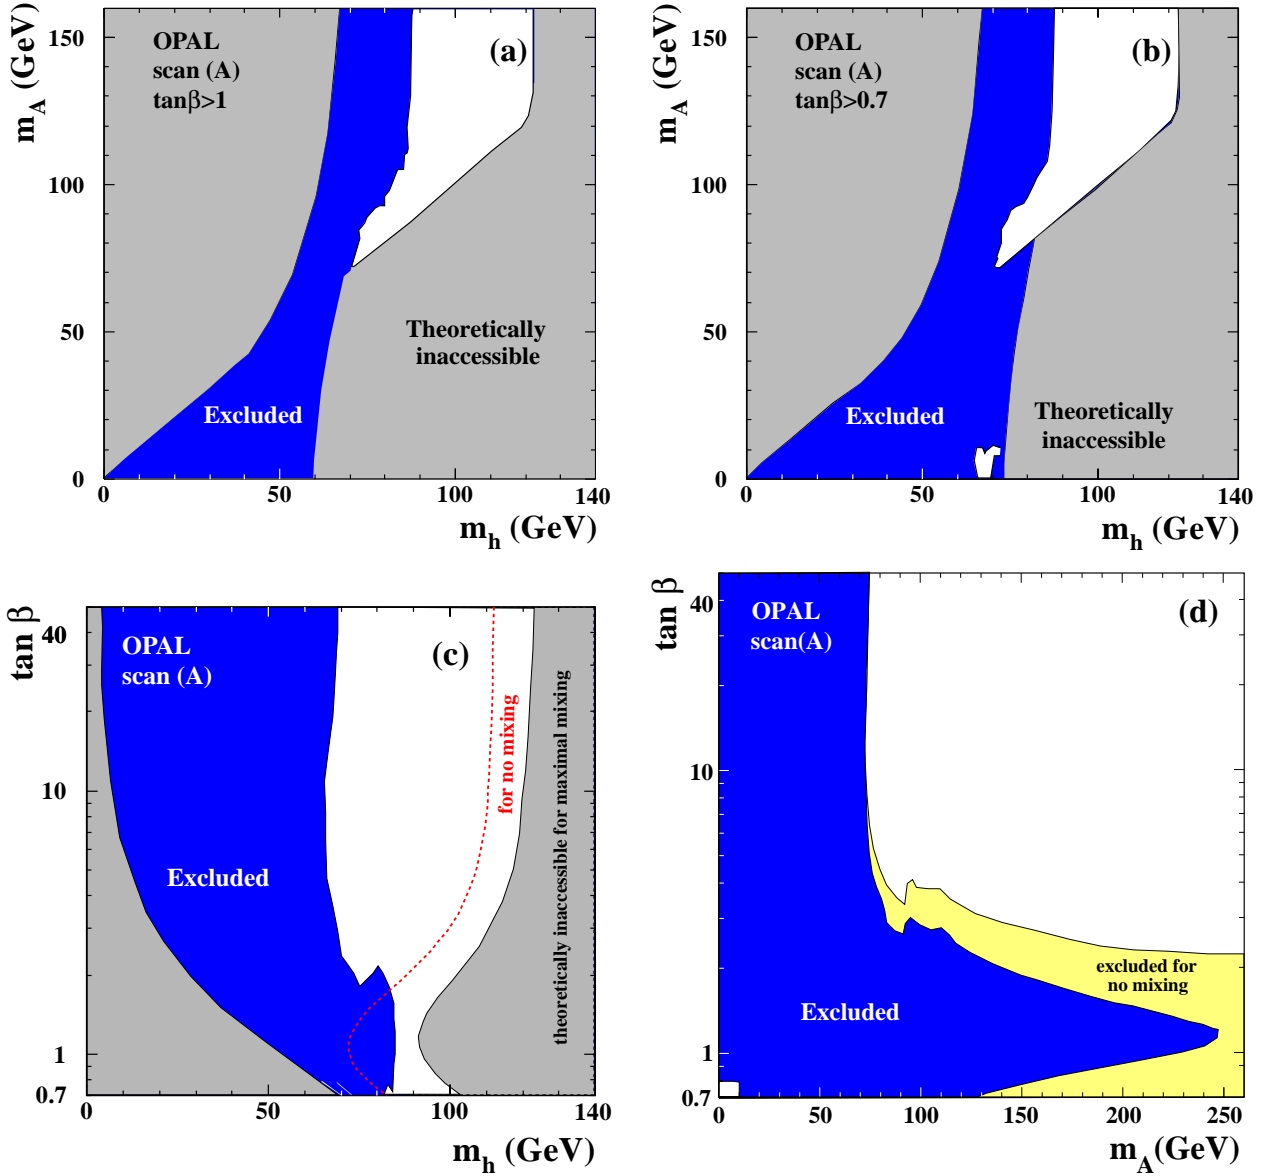 m_A (GeV)
150
100
50
0
OPAL
scan (A)
tanβ>1
(a)
Theoretically
inaccessible
Excluded
0
50
100
140
m_h (GeV)
m_A (GeV)
150
100
50
0
OPAL
scan (A)
tanβ>0.7
(b)
Excluded
Theoretically
inaccessible
0
50
100
140
m_h (GeV)
tan β
40
10
1
0.7
OPAL
scan (A)
(c)
for no mixing
theoretically inaccessible for maximal mixing
Excluded
0
50
100
140
m_h (GeV)
tan β
40
10
1
0.7
OPAL
scan(A)
(d)
excluded for
no mixing
Excluded
0
50
100
150
200
250
m_A(GeV)